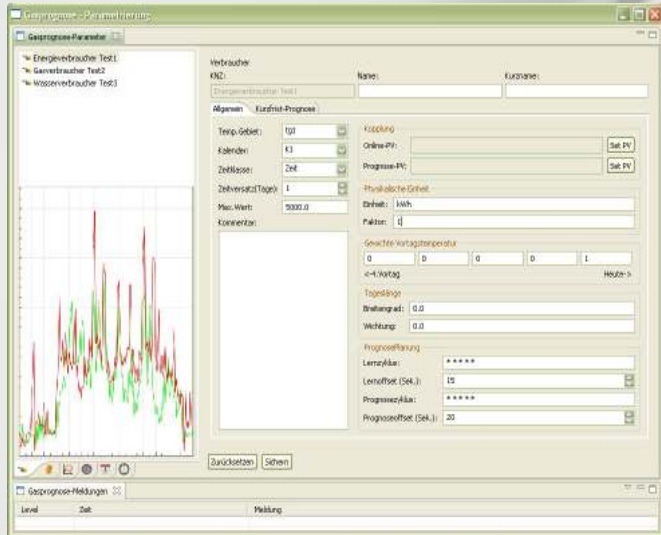 Gasprognose - Parametrierung
Gasprognose-Parameter
Energieverbraucher Test1
Gasverbraucher Test2
Wasserverbraucher Test3
Verbraucher
KNZ: Name: Kurzname:
Energieverbraucher Test1
Allgemein Kurzfrist-Prognose
Temp. Gebiet: tg1
Kalender: K1
Zeitklasse: Zeit
Zeitversatz(Tage): 1
Max. Wert: 5000.0
Kommentar:
Kopplung
Online-PV: Set PV
Prognose-PV: Set PV
Physikalische Einheit
Einheit: kWh
Faktor: 1
Gewichte Vortagstemperatur
0 0 0 0 1
<-4.Vortag Heute->
Tageslänge
Breitengrad: 0.0
Wichtung: 0.0
PrognosePlanung
Lernzyklus: * * * * *
Lernoffset (Sek.): 15
Prognosezyklus: * * * * *
Prognoseoffset (Sek.): 20
Zurücksetzen Sichern
Gasprognose-Meldungen
Level Zeit Meldung